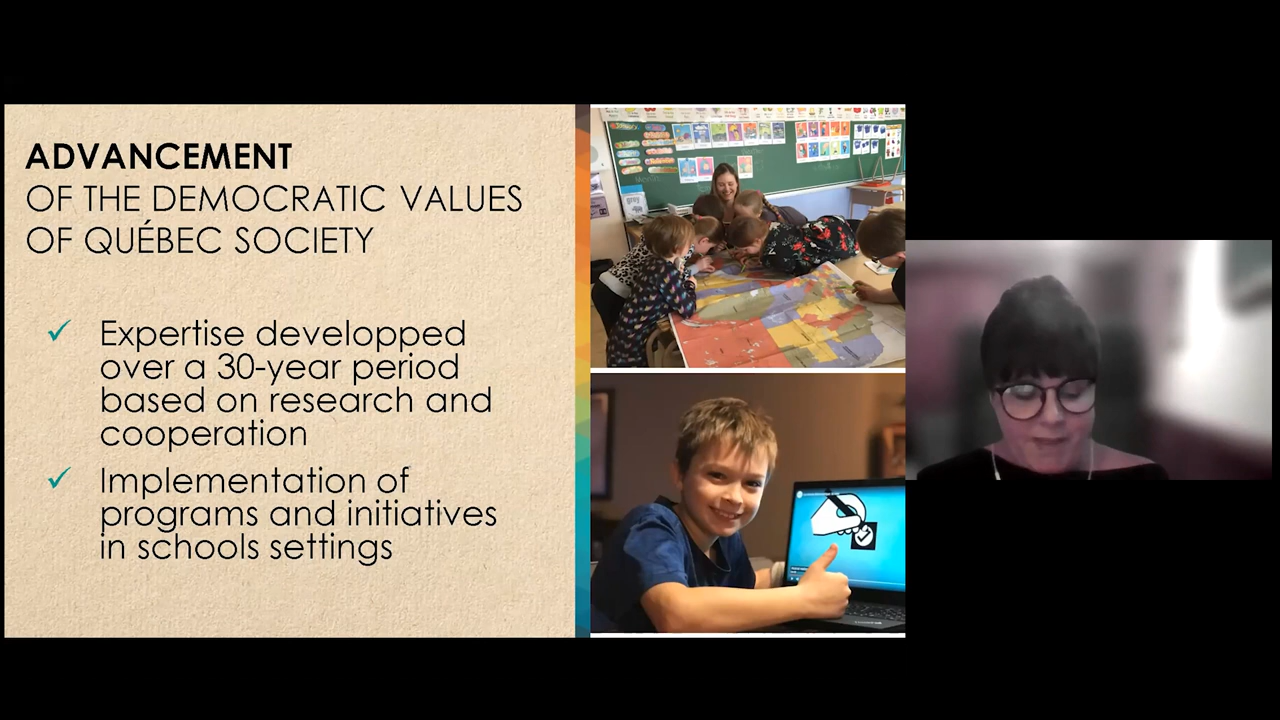 ADVANCEMENT
OF THE DEMOCRATIC VALUES
OF QUÉBEC SOCIETY
✓ Expertise developped
over a 30-year period
based on research and
cooperation
✓ Implementation of
programs and initiatives
in schools settings